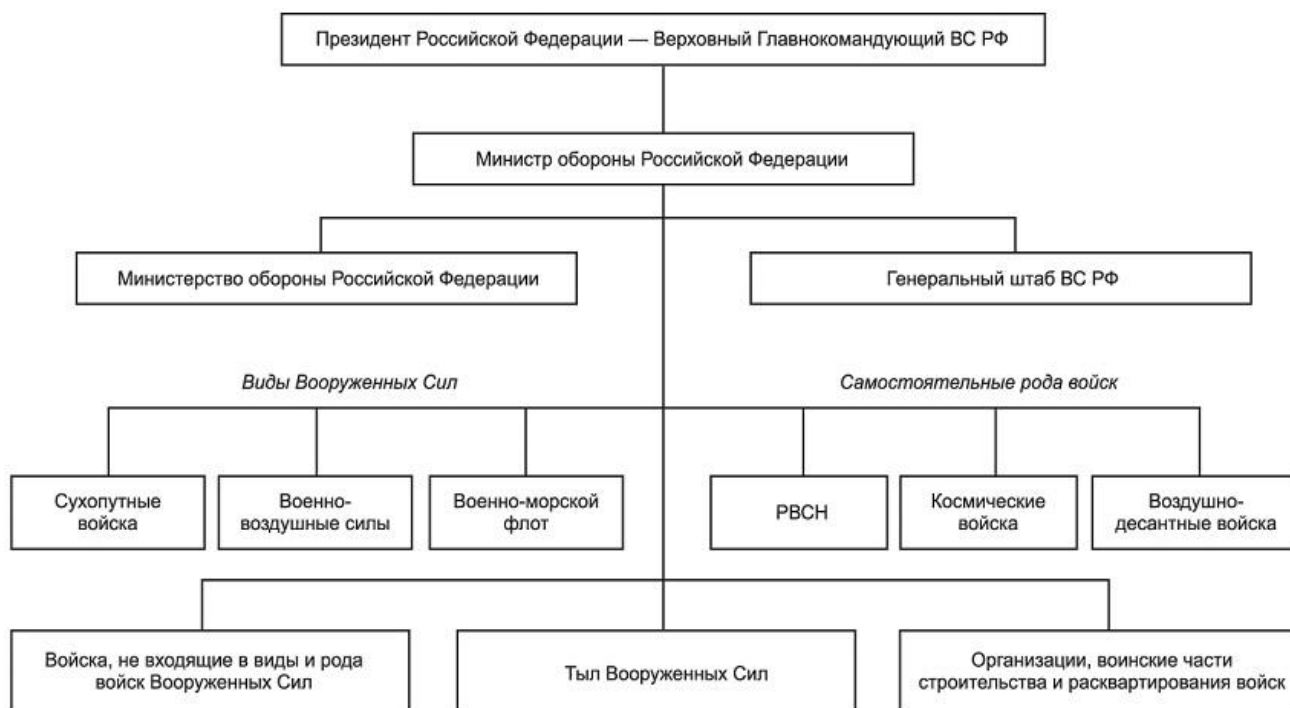 Президент Российской Федерации — Верховный Главнокомандующий ВС РФ
Министр обороны Российской Федерации
Министерство обороны Российской Федерации
Генеральный штаб ВС РФ
Виды Вооруженных Сил
Самостоятельные рода войск
Сухопутные
войска
Военно-
воздушные силы
Военно-морской
флот
РВСН
Космические
войска
Воздушно-
десантные войска
Войска, не входящие в виды и рода
войск Вооруженных Сил
Тыл Вооруженных Сил
Организации, воинские части
строительства и расквартирования войск